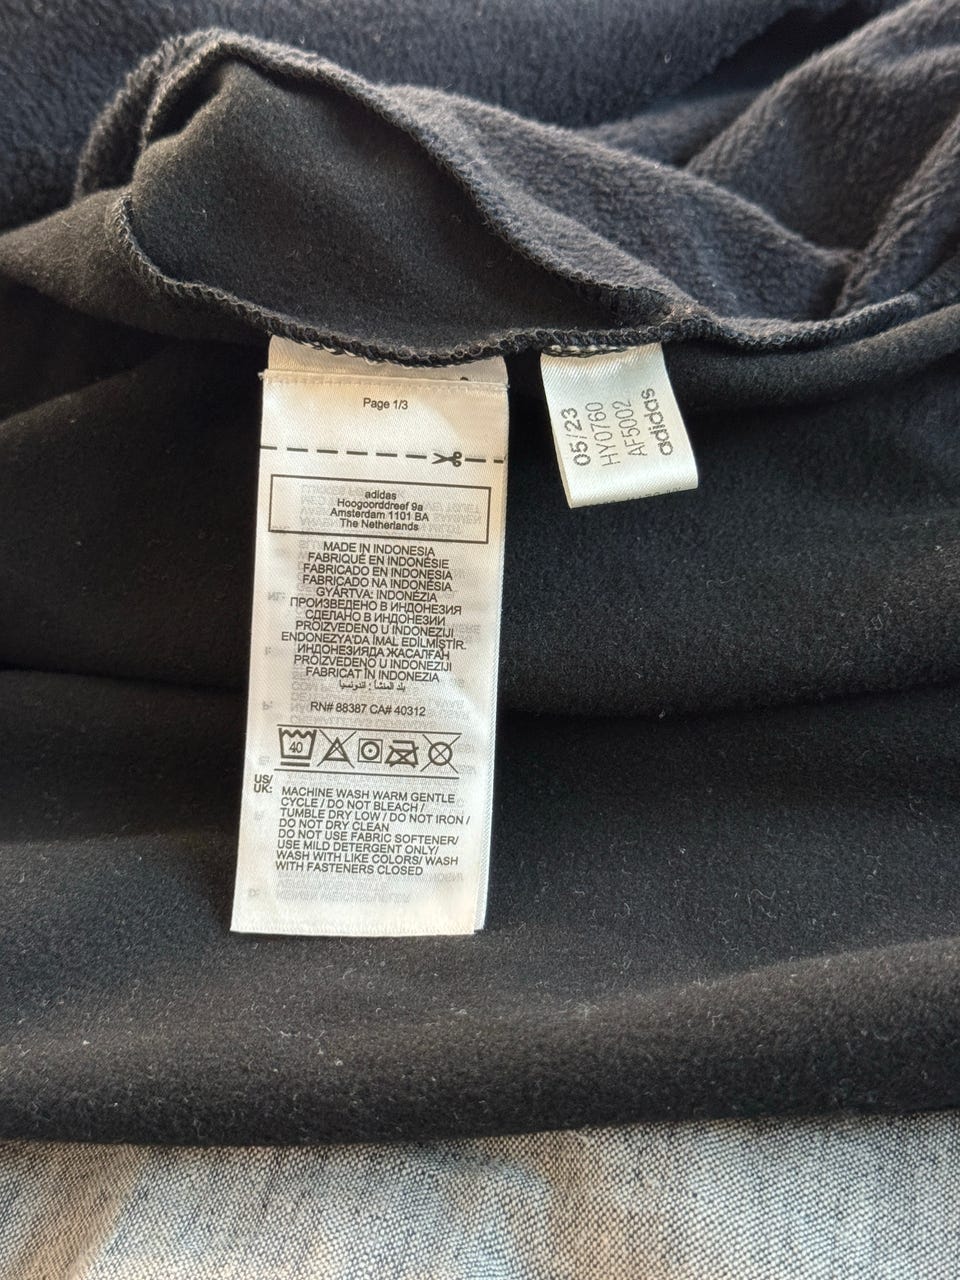 Page 1/3
adidas
Hoogoorddreef 9a
Amsterdam 1101 BA
The Netherlands
MADE IN INDONESIA
FABRIQUÉ EN INDONÉSIE
FABRICADO EN INDONESIA
FABRICADO NA INDONÉSIA
GYÁRTVA: INDONÉZIA
ПРОИЗВЕДЕНО В ИНДОНЕЗИЯ
СДЕЛАНО В ИНДОНЕЗИИ
PROIZVEDENO U INDONEZIJI
ENDONEZYA'DA İMAL EDİLMİŞTİR.
ИНДОНЕЗИЯДА ЖАСАЛҒАН
PROIZVEDENO U INDONEZIJI
FABRICAT ÎN INDONEZIA
بلد المنشأ : اندونيسيا
RN# 88387 CA# 40312
40
US/
UK:
MACHINE WASH WARM GENTLE
CYCLE / DO NOT BLEACH /
TUMBLE DRY LOW / DO NOT IRON /
DO NOT DRY CLEAN
DO NOT USE FABRIC SOFTENER/
USE MILD DETERGENT ONLY/
WASH WITH LIKE COLORS/ WASH
WITH FASTENERS CLOSED
05/23
HY0760
AF5002
adidas